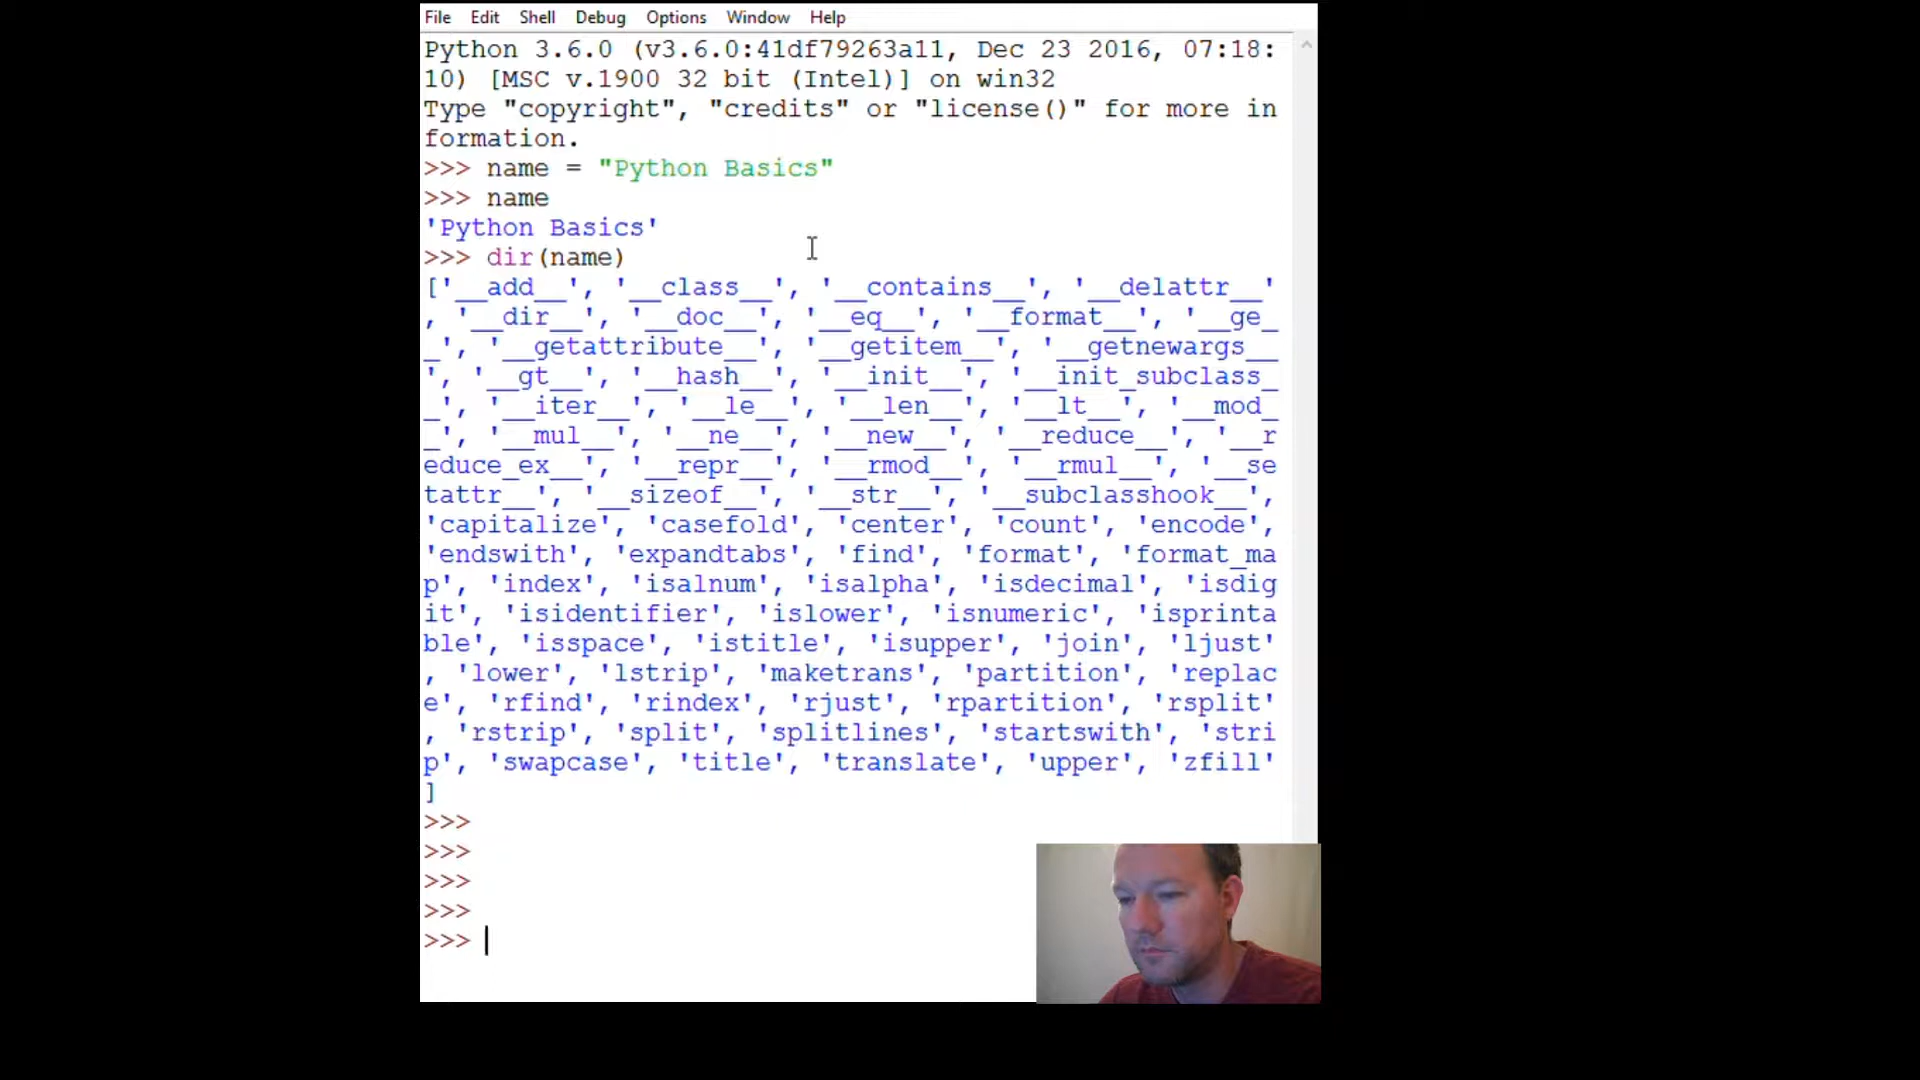 File Edit Shell Debug Options Window Help
Python 3.6.0 (v3.6.0:41df79263a11, Dec 23 2016, 07:18:
10) [MSC v.1900 32 bit (Intel)] on win32
Type "copyright", "credits" or "license()" for more in
formation.
>>> name = "Python Basics"
>>> name
'Python Basics'
>>> dir(name)
['__add__', '__class__', '__contains__', '__delattr__'
, '__dir__', '__doc__', '__eq__', '__format__', '__ge_
_', '__getattribute__', '__getitem__', '__getnewargs__
', '__gt__', '__hash__', '__init__', '__init_subclass_
_', '__iter__', '__le__', '__len__', '__lt__', '__mod_
_', '__mul__', '__ne__', '__new__', '__reduce__', '__r
educe_ex__', '__repr__', '__rmod__', '__rmul__', '__se
tattr__', '__sizeof__', '__str__', '__subclasshook__',
'capitalize', 'casefold', 'center', 'count', 'encode',
'endswith', 'expandtabs', 'find', 'format', 'format_ma
p', 'index', 'isalnum', 'isalpha', 'isdecimal', 'isdig
it', 'isidentifier', 'islower', 'isnumeric', 'isprinta
ble', 'isspace', 'istitle', 'isupper', 'join', 'ljust'
, 'lower', 'lstrip', 'maketrans', 'partition', 'replac
e', 'rfind', 'rindex', 'rjust', 'rpartition', 'rsplit'
, 'rstrip', 'split', 'splitlines', 'startswith', 'stri
p', 'swapcase', 'title', 'translate', 'upper', 'zfill'
]
>>>
>>>
>>>
>>>
>>>